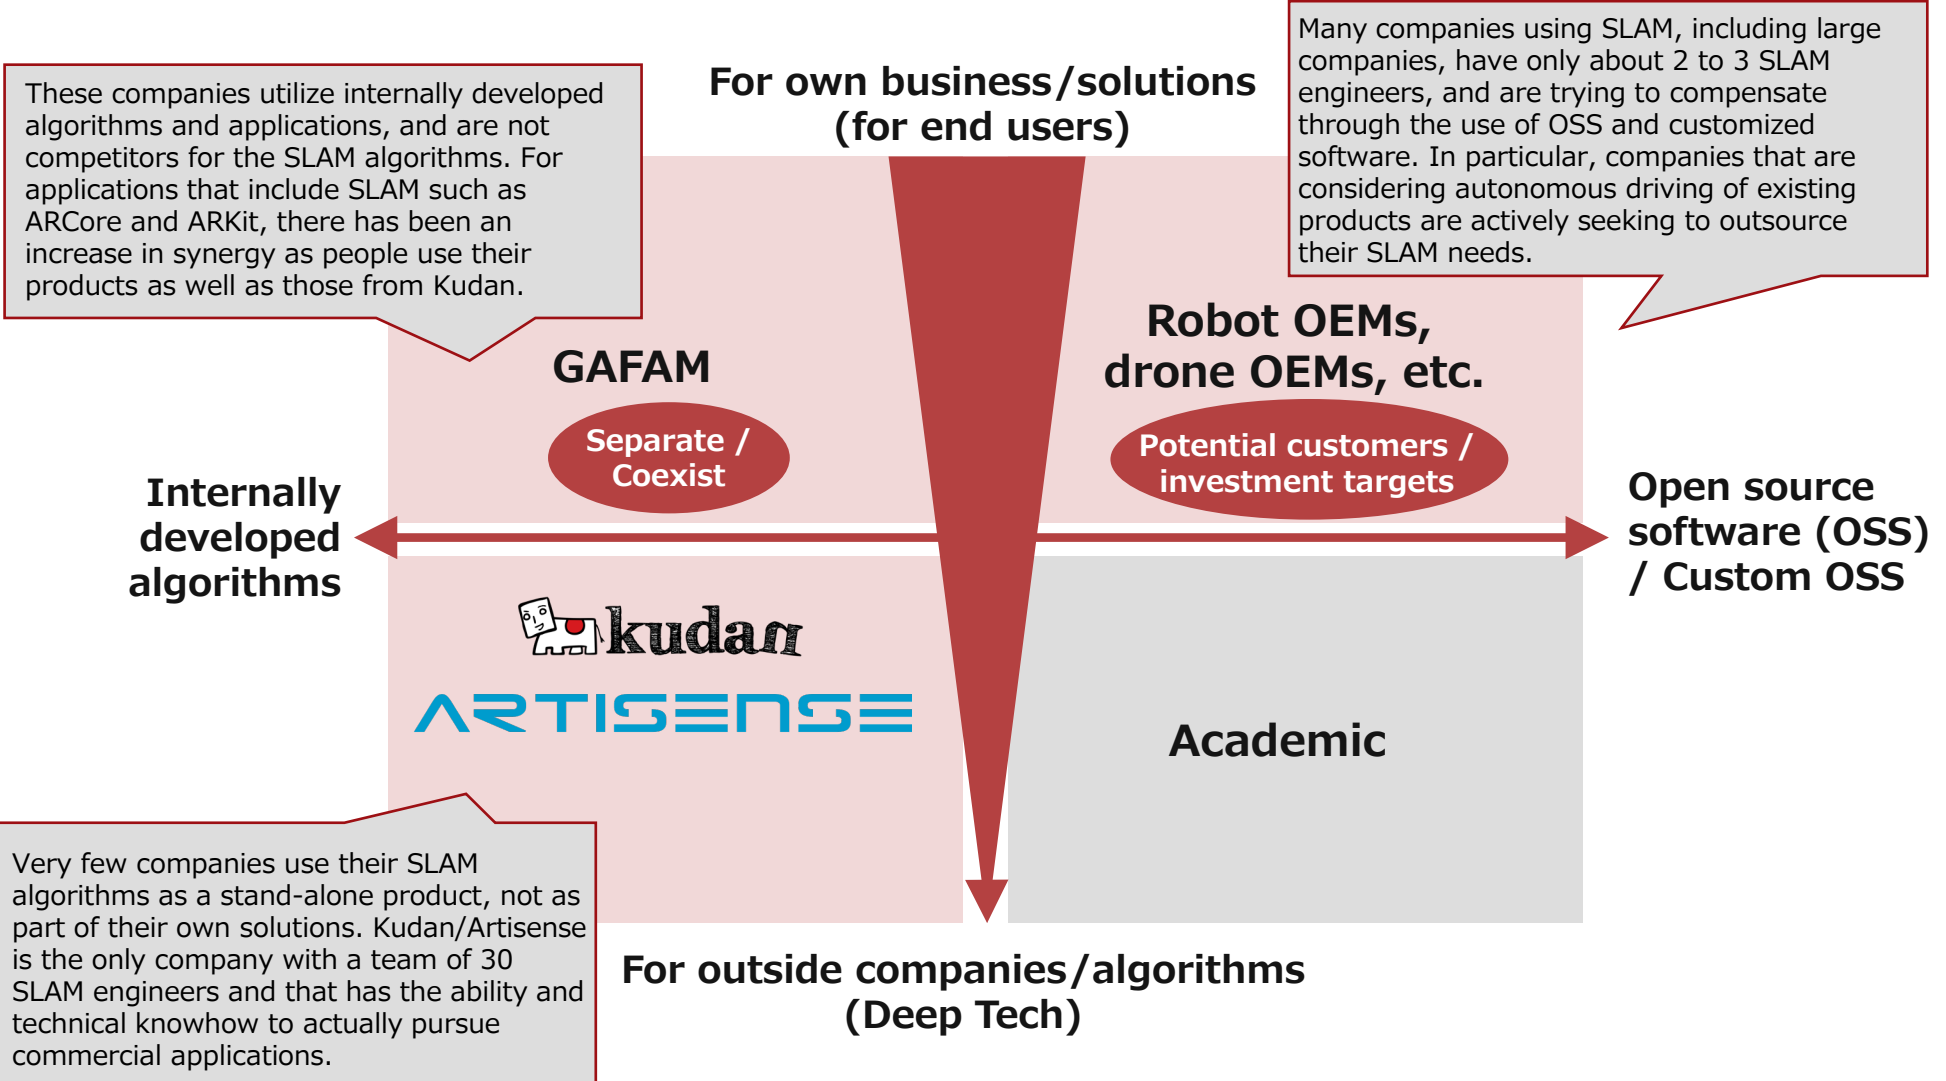 These companies utilize internally developed
algorithms and applications, and are not
competitors for the SLAM algorithms. For
applications that include SLAM such as
ARCore and ARKit, there has been an
increase in synergy as people use their
products as well as those from Kudan.
For own business/solutions
(for end users)
Many companies using SLAM, including large
companies, have only about 2 to 3 SLAM
engineers, and are trying to compensate
through the use of OSS and customized
software. In particular, companies that are
considering autonomous driving of existing
products are actively seeking to outsource
their SLAM needs.
GAFAM
Separate /
Coexist
Robot OEMs,
drone OEMs, etc.
Potential customers /
investment targets
Internally
developed
algorithms
Open source
software (OSS)
/ Custom OSS
kudan
ARTISENSE
Academic
Very few companies use their SLAM
algorithms as a stand-alone product, not as
part of their own solutions. Kudan/Artisense
is the only company with a team of 30
SLAM engineers and that has the ability and
technical knowhow to actually pursue
commercial applications.
For outside companies/algorithms
(Deep Tech)